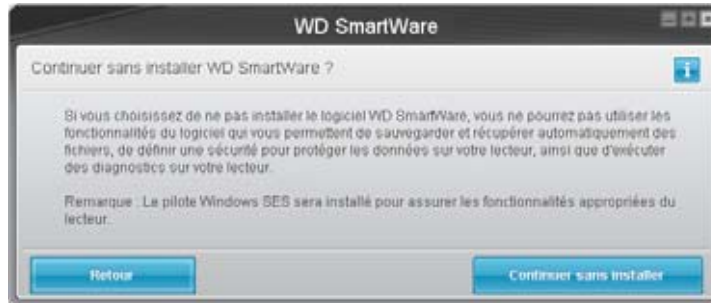 WD SmartWare
Continuer sans installer WD SmartWare ?
Si vous choisissez de ne pas installer le logiciel WD SmartWare, vous ne pourrez pas utiliser les
fonctionnalités du logiciel qui vous permettent de sauvegarder et récupérer automatiquement des
fichiers, de définir une sécurité pour protéger les données sur votre lecteur, ainsi que d'exécuter
des diagnostics sur votre lecteur.
Remarque : Le pilote Windows SES sera installé pour assurer les fonctionnalités appropriées du
lecteur.
Retour
Continuer sans installer